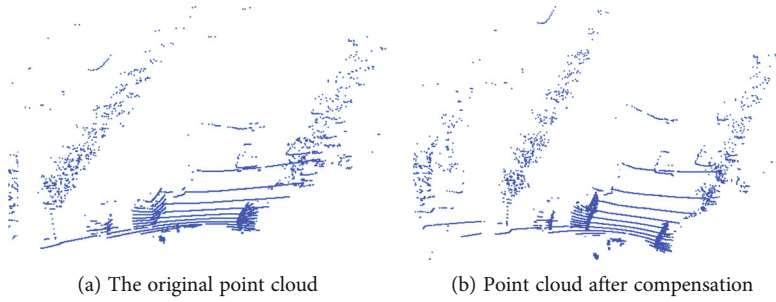 (a) The original point cloud
(b) Point cloud after compensation